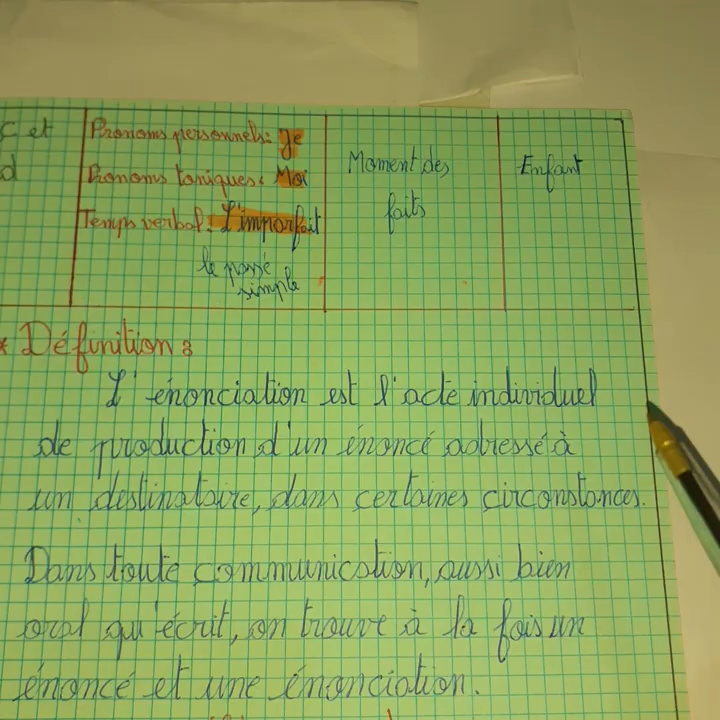 c et
d
Pronoms personnels: Je
Pronoms toniques: Moi
Temps verbal: L'imparfait
le passé
simple
Moment des
faits
Enfant
* Définition :
L'énonciation est l'acte individuel
de production d'un énoncé adressé à
un destinataire, dans certaines circonstances.
Dans toute communication, aussi bien
oral qu'écrit, on trouve à la fois un
énoncé et une énonciation.